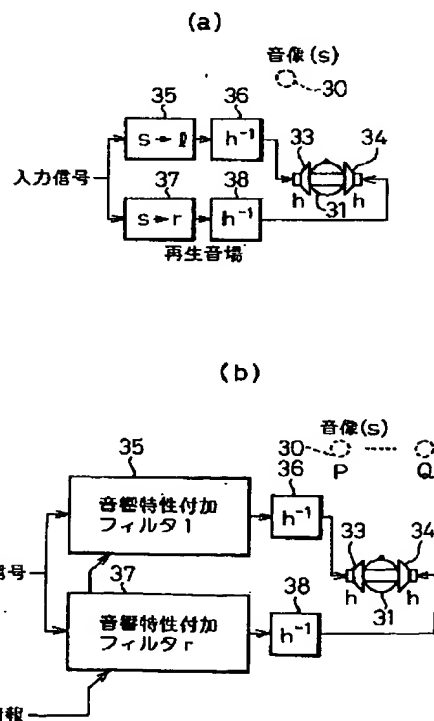 (a)
音像(s)
30
35
36
33
34
s→l
h⁻¹
入力信号
37
38
h
31
h
s→r
h⁻¹
再生音場
(b)
音像(s)
30
P
Q
35
36
音響特性付加
フィルタl
h⁻¹
33
34
信号
37
38
h
31
h
音響特性付加
フィルタr
h⁻¹
情報